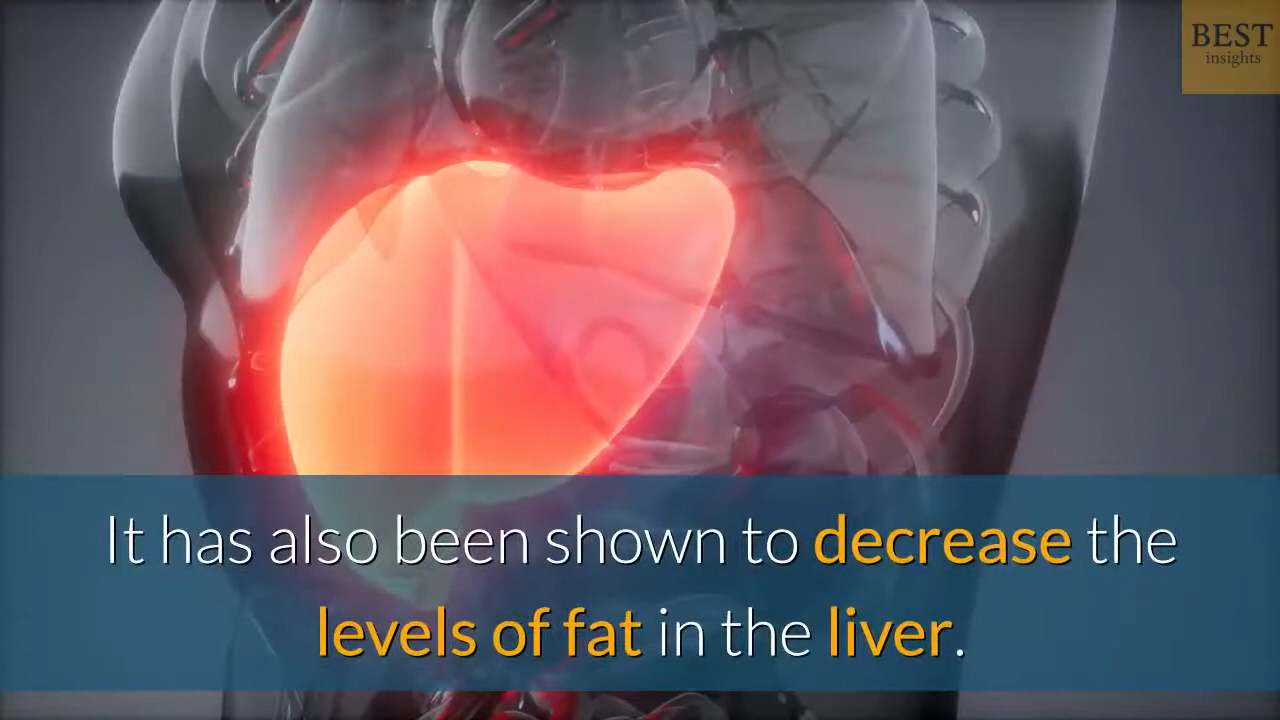 BEST
insights
It has also been shown to decrease the
levels of fat in the liver.